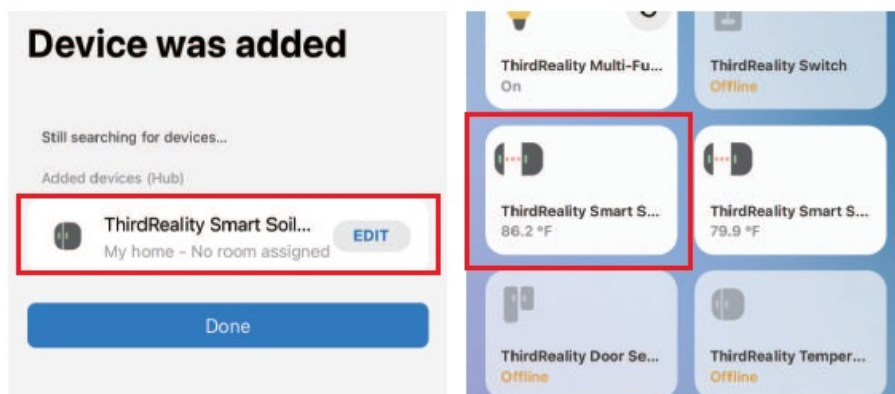 Device was added
Still searching for devices...
Added devices (Hub)
ThirdReality Smart Soil...
EDIT
My home - No room assigned
Done
ThirdReality Multi-Fu...
On
ThirdReality Switch
Offline
ThirdReality Smart S...
86.2 °F
ThirdReality Smart S...
79.9 °F
ThirdReality Door Se...
Offline
ThirdReality Temper...
Offline